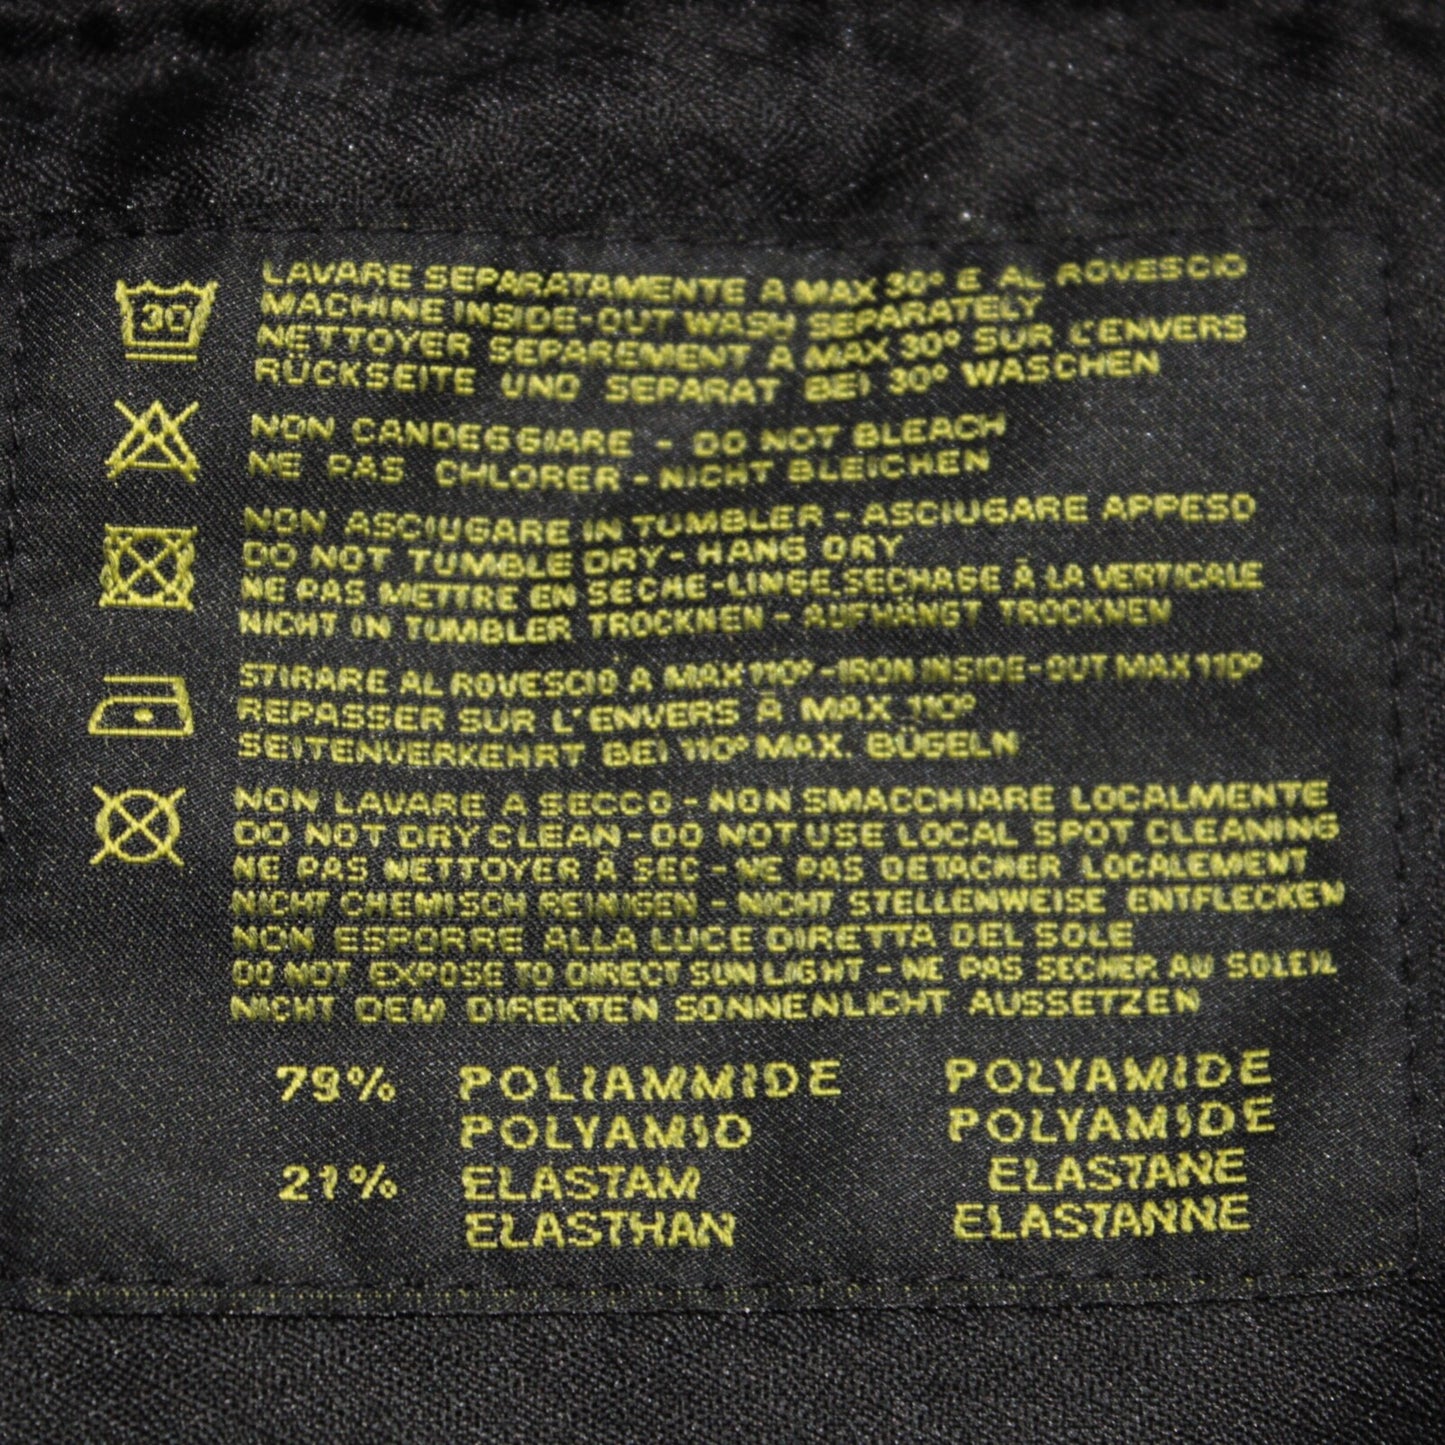 30
LAVARE SEPARATAMENTE A MAX 30° E AL ROVESCIO
MACHINE INSIDE-OUT WASH SEPARATELY
NETTOYER SEPAREMENT A MAX 30° SUR L'ENVERS
RÜCKSEITE UND SEPARAT BEI 30° WASCHEN
NON CANDEGGIARE - DO NOT BLEACH
NE PAS CHLORER - NICHT BLEICHEN
NON ASCIUGARE IN TUMBLER - ASCIUGARE APPESO
DO NOT TUMBLE DRY - HANG DRY
NE PAS METTRE EN SECHE-LINGE, SECHAGE À LA VERTICALE
NICHT IN TUMBLER TROCKNEN - AUFHÄNGT TROCKNEN
STIRARE AL ROVESCIO A MAX 110° - IRON INSIDE-OUT MAX 110°
REPASSER SUR L'ENVERS À MAX 110°
SEITENVERKEHRT BEI 110° MAX. BÜGELN
NON LAVARE A SECCO - NON SMACCHIARE LOCALMENTE
DO NOT DRY CLEAN - DO NOT USE LOCAL SPOT CLEANING
NE PAS NETTOYER À SEC - NE PAS DETACHER LOCALEMENT
NICHT CHEMISCH REINIGEN - NICHT STELLENWEISE ENTFLECKEN
NON ESPORRE ALLA LUCE DIRETTA DEL SOLE
DO NOT EXPOSE TO DIRECT SUN LIGHT - NE PAS SECHER AU SOLEIL
NICHT DEM DIREKTEN SONNENLICHT AUSSETZEN
79% POLIAMMIDE POLYAMIDE
POLYAMID POLYAMIDE
21% ELASTAM ELASTANE
ELASTHAN ELASTANNE